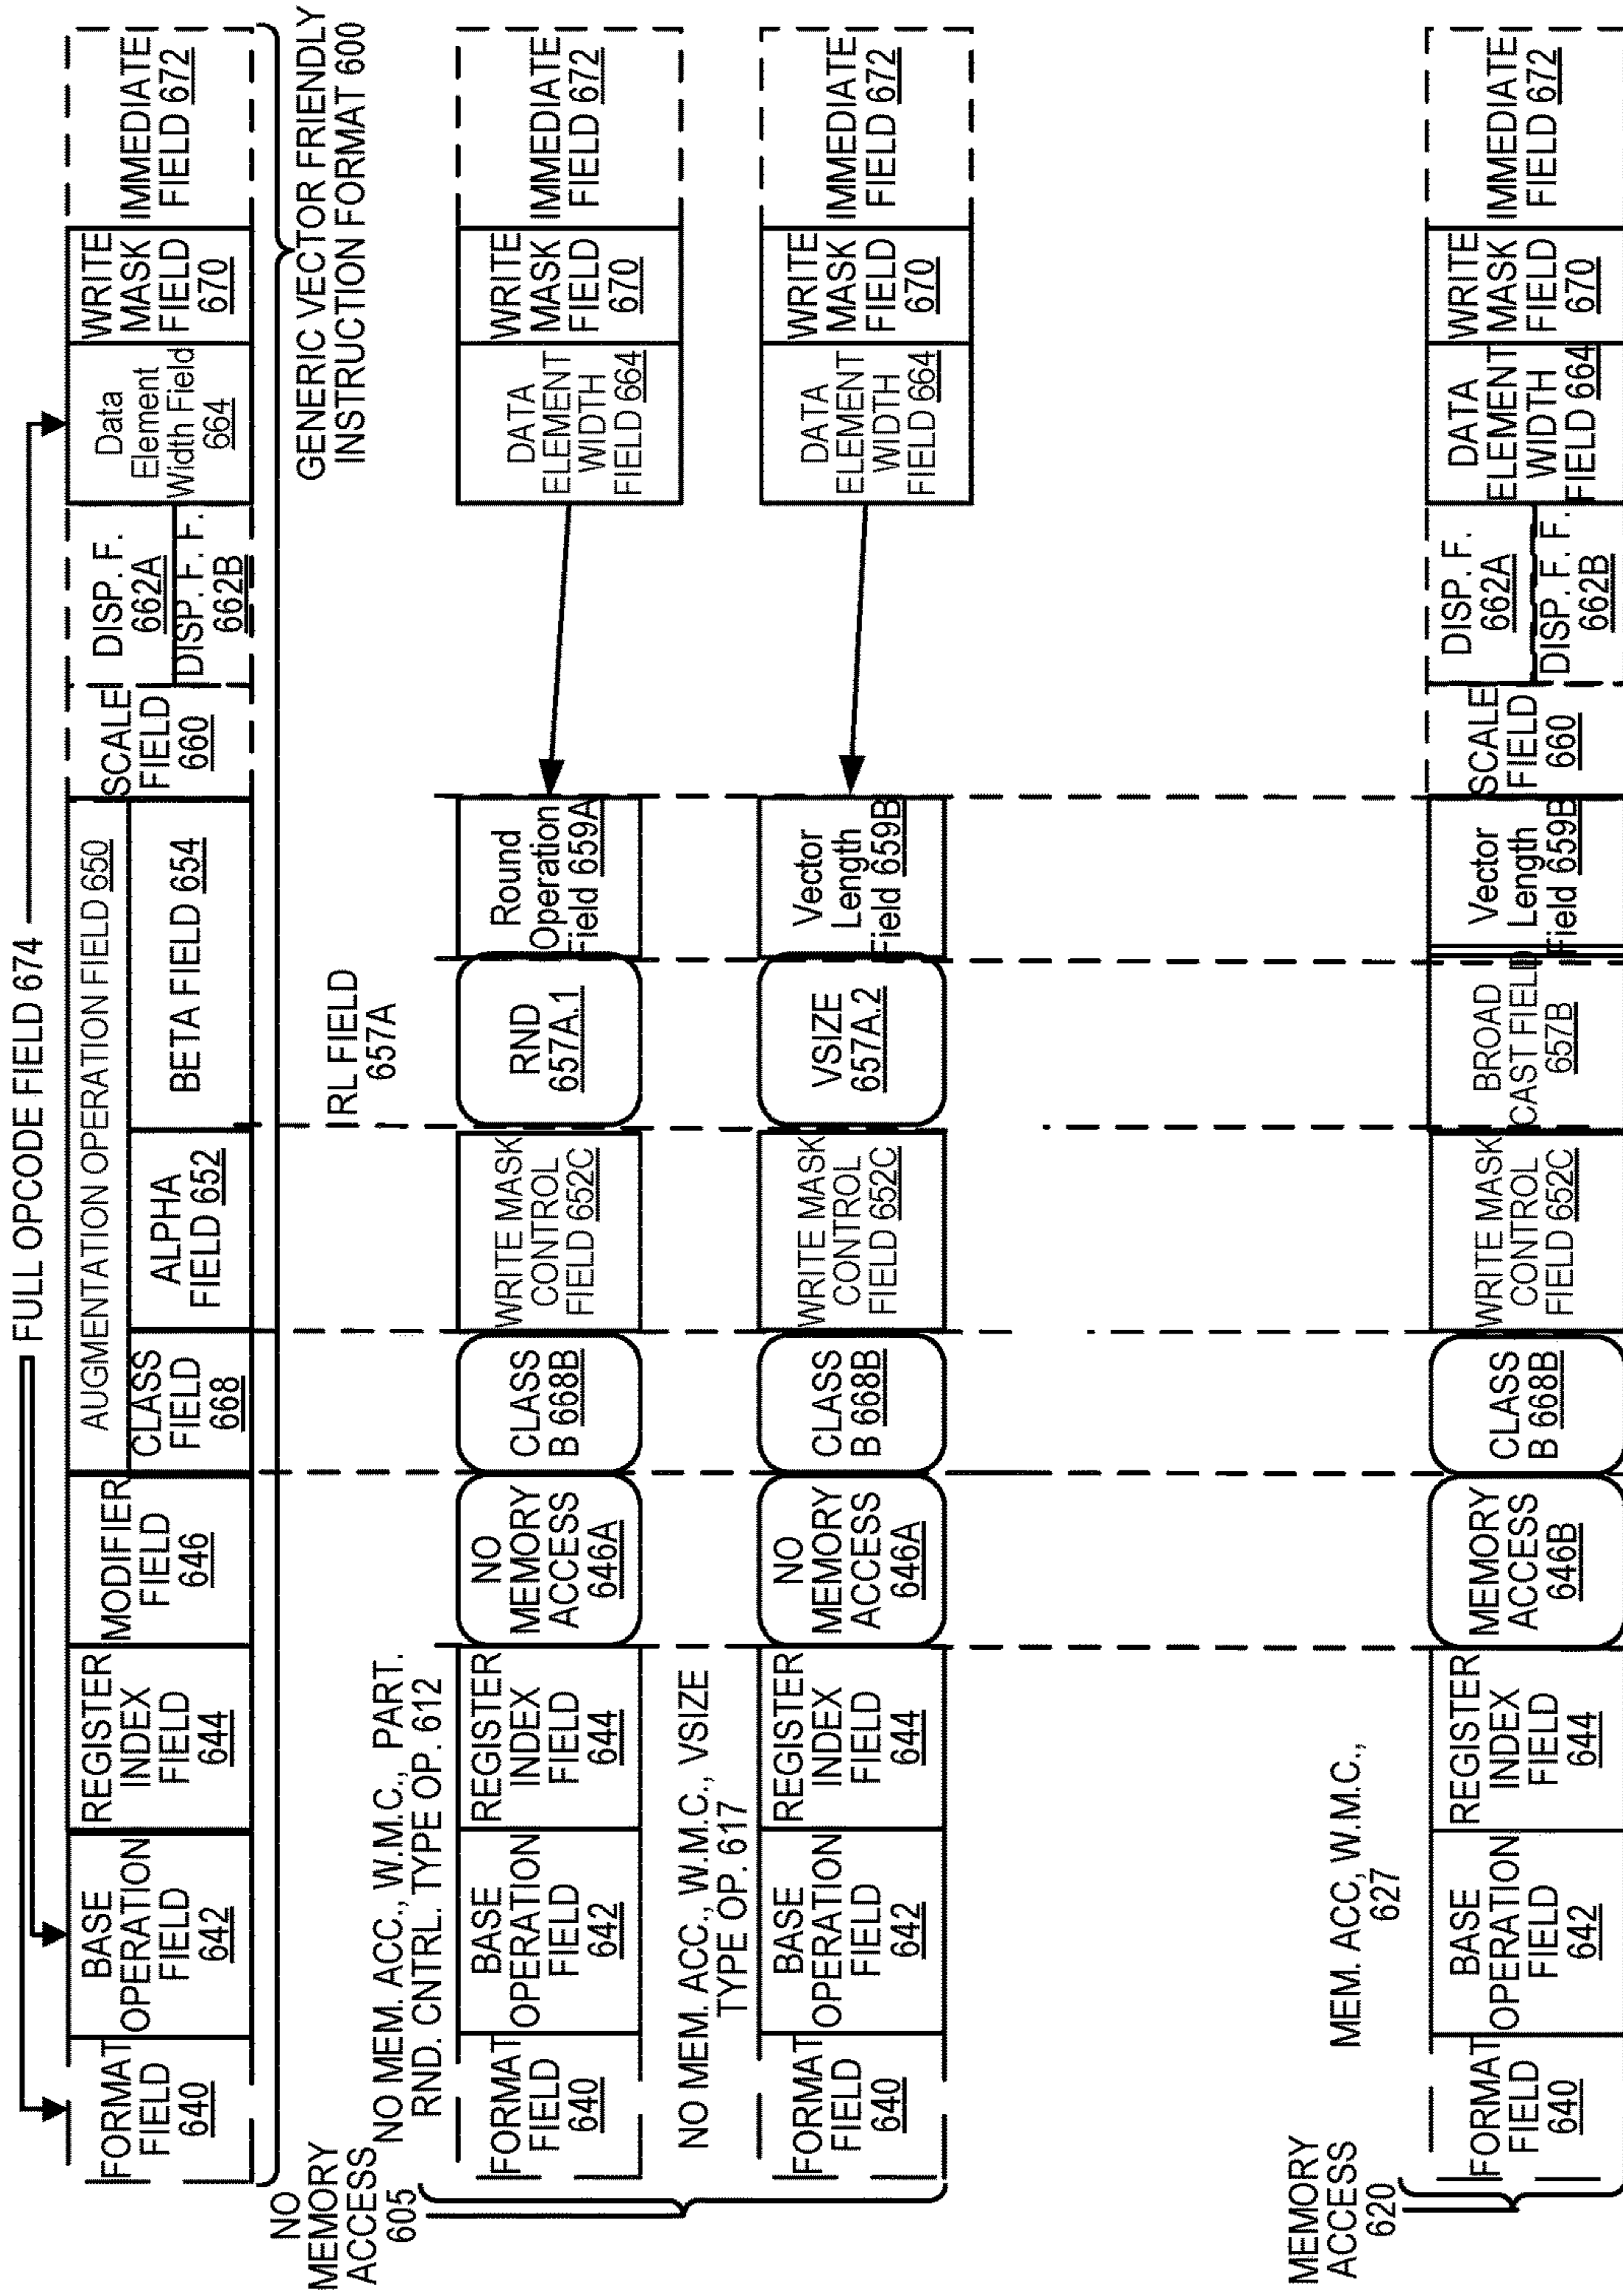 FULL OPCODE FIELD 674
FORMAT
FIELD
640
BASE
OPERATION
FIELD
642
REGISTER
INDEX
FIELD
644
MODIFIER
FIELD
646
AUGMENTATION OPERATION FIELD 650
CLASS
FIELD
668
ALPHA
FIELD 652
BETA FIELD 654
SCALE
FIELD
660
DISP. F.
662A
DISP. F. F.
662B
Data
Element
Width Field
664
WRITE
MASK
FIELD
670
IMMEDIATE
FIELD 672
GENERIC VECTOR FRIENDLY
INSTRUCTION FORMAT 600
NO
MEMORY
ACCESS
605
NO MEM. ACC., W.M.C., PART.
RND. CNTRL. TYPE OP. 612
RL FIELD
657A
FORMAT
FIELD
640
BASE
OPERATION
FIELD
642
REGISTER
INDEX
FIELD
644
NO
MEMORY
ACCESS
646A
CLASS
B 668B
WRITE MASK
CONTROL
FIELD 652C
RND
657A.1
Round
Operation
Field 659A
DATA
ELEMENT
WIDTH
FIELD 664
WRITE
MASK
FIELD
670
IMMEDIATE
FIELD 672
NO MEM. ACC., W.M.C., VSIZE
TYPE OP. 617
FORMAT
FIELD
640
BASE
OPERATION
FIELD
642
REGISTER
INDEX
FIELD
644
NO
MEMORY
ACCESS
646A
CLASS
B 668B
WRITE MASK
CONTROL
FIELD 652C
VSIZE
657A.2
Vector
Length
Field 659B
DATA
ELEMENT
WIDTH
FIELD 664
WRITE
MASK
FIELD
670
IMMEDIATE
FIELD 672
MEMORY
ACCESS
620
MEM. ACC, W.M.C.,
627
FORMAT
FIELD
640
BASE
OPERATION
FIELD
642
REGISTER
INDEX
FIELD
644
MEMORY
ACCESS
646B
CLASS
B 668B
WRITE MASK
CONTROL
FIELD 652C
BROAD
CAST FIELD
657B
Vector
Length
Field 659B
SCALE
FIELD
660
DISP. F.
662A
DISP. F. F.
662B
DATA
ELEMENT
WIDTH
FIELD 664
WRITE
MASK
FIELD
670
IMMEDIATE
FIELD 672